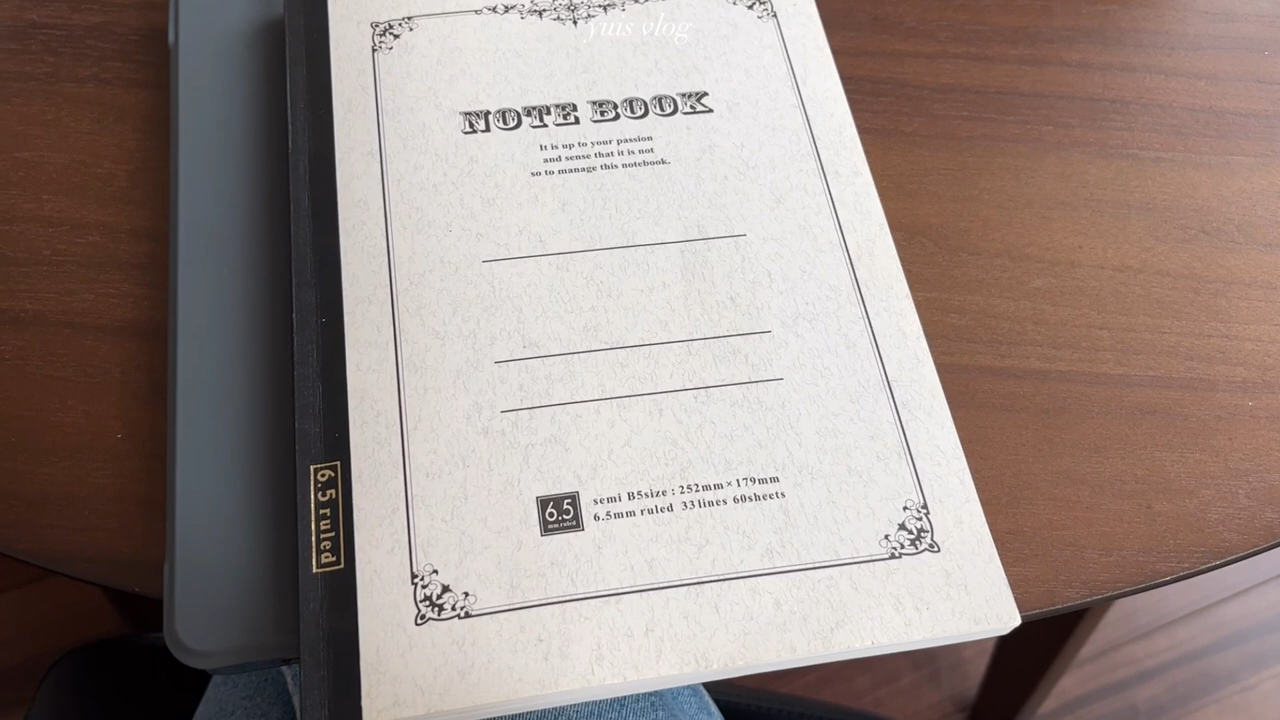 yuis vlog
NOTE BOOK
It is up to your passion
and sense that it is not
so to manage this notebook.
6.5
mm ruled
semi B5size : 252mm×179mm
6.5mm ruled 33lines 60sheets
6.5 ruled